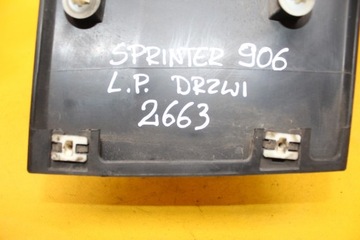 SPRINTER 906
L.P. DRZWI
2663